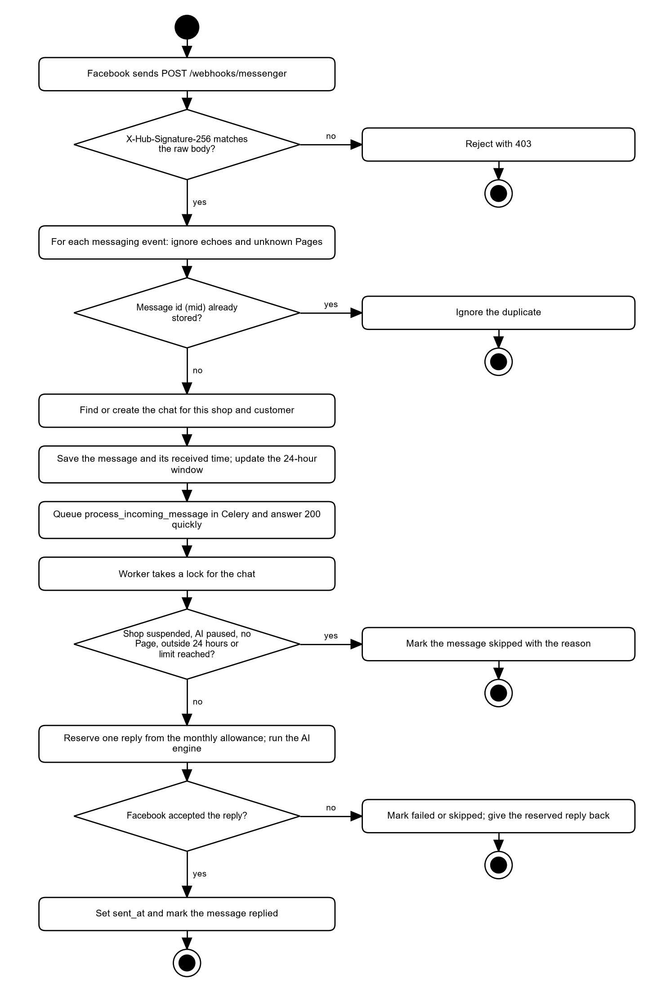 Facebook sends POST /webhooks/messenger
X-Hub-Signature-256 matches
the raw body?
no
Reject with 403
yes
For each messaging event: ignore echoes and unknown Pages
Message id (mid) already
stored?
yes
Ignore the duplicate
no
Find or create the chat for this shop and customer
Save the message and its received time; update the 24-hour
window
Queue process_incoming_message in Celery and answer 200
quickly
Worker takes a lock for the chat
Shop suspended, AI paused, no
Page, outside 24 hours or
limit reached?
yes
Mark the message skipped with the reason
no
Reserve one reply from the monthly allowance; run the AI
engine
Facebook accepted the reply?
no
Mark failed or skipped; give the reserved reply back
yes
Set sent_at and mark the message replied